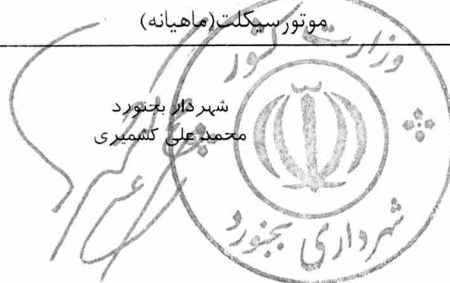 موتورسیکلت(ماهیانه)
شهردار بجنورد
محمد علی کشمیری
وزارت کشور
شهرداری بجنورد